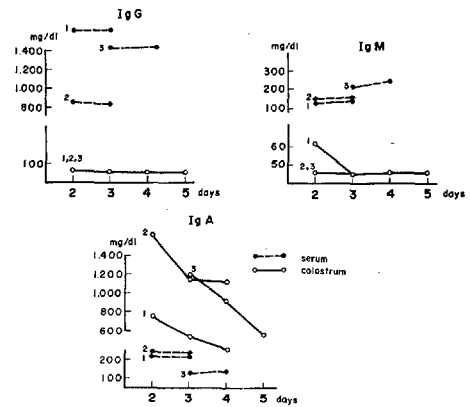 IgG
mg/dl
1.400
1.000
800
100
1
2
3
1,2,3
2 3 4 5 days
IgM
mg/dl
300
200
100
60
50
3
2
1
1
2,3
2 3 4 5 days
IgA
mg/dl
1.400
1.200
1.000
800
600
200
100
2
3
1
2
1
3
2 3 4 5 days
serum
colostrum